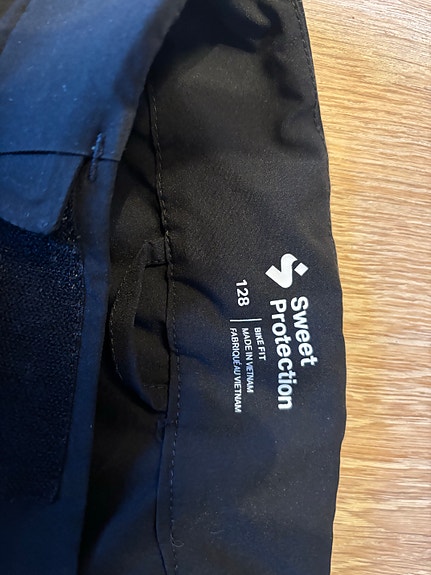 Sweet
Protection
128
BIKE FIT
MADE IN VIETNAM
FABRIQUÉ AU VIETNAM